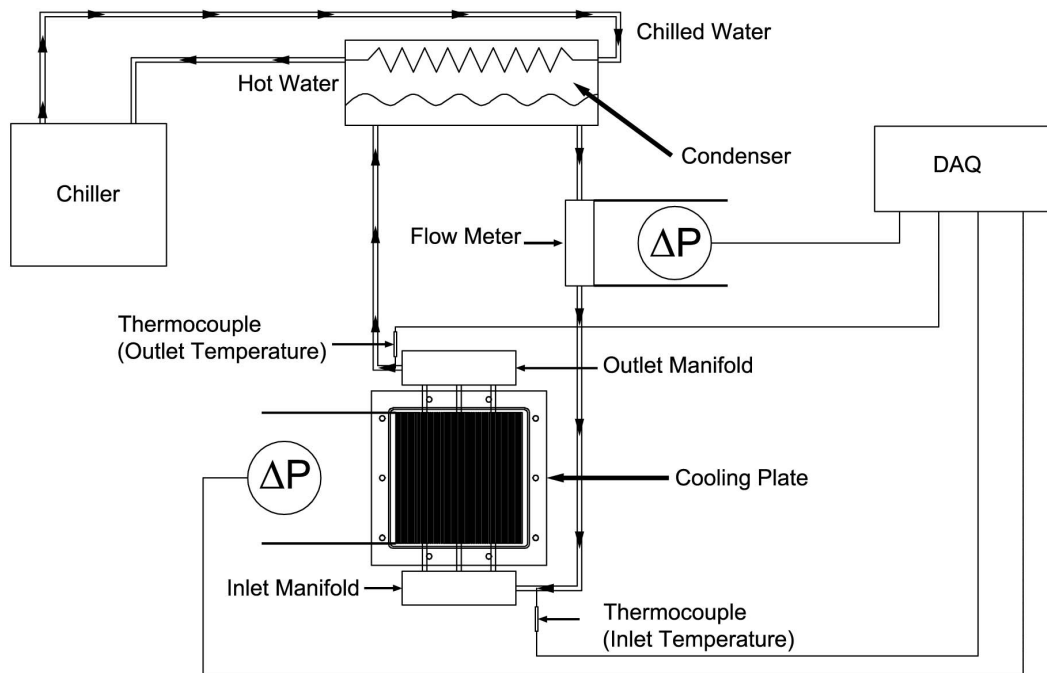 Chilled Water
Hot Water
Condenser
Chiller
DAQ
Flow Meter
ΔP
Thermocouple
(Outlet Temperature)
Outlet Manifold
ΔP
Cooling Plate
Inlet Manifold
Thermocouple
(Inlet Temperature)